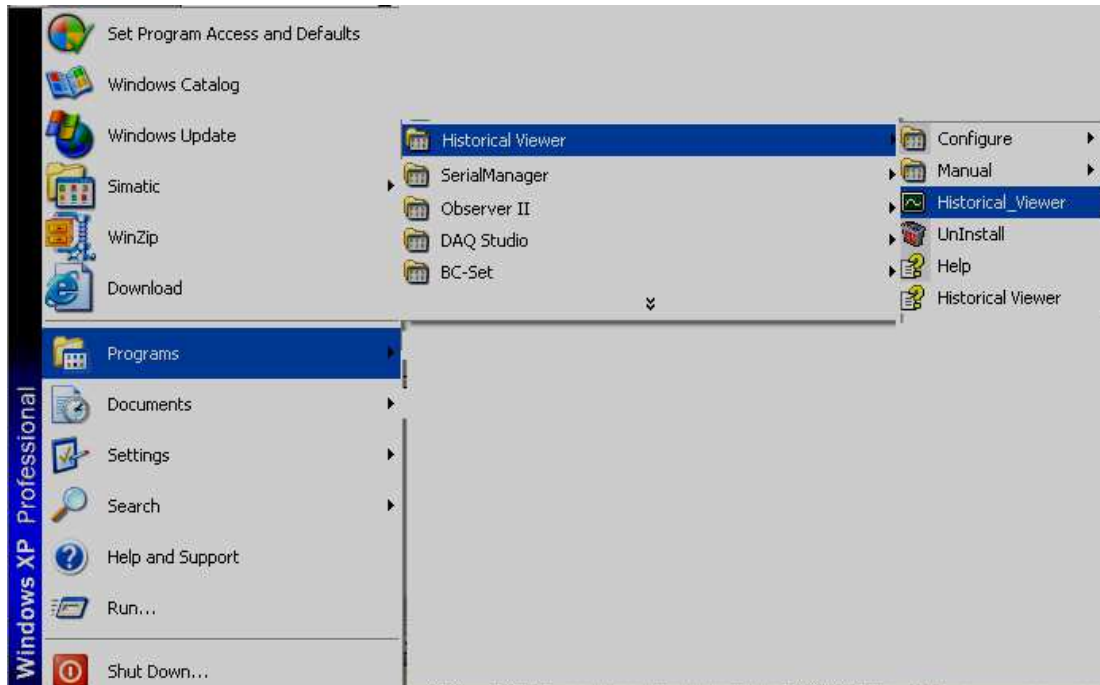 Set Program Access and Defaults
Windows Catalog
Windows Update
Simatic
WinZip
Download
Programs
Documents
Settings
Search
Help and Support
Run...
Shut Down...
Windows XP Professional
Historical Viewer
SerialManager
Observer II
DAQ Studio
BC-Set
Configure
Manual
Historical_Viewer
UnInstall
Help
Historical Viewer